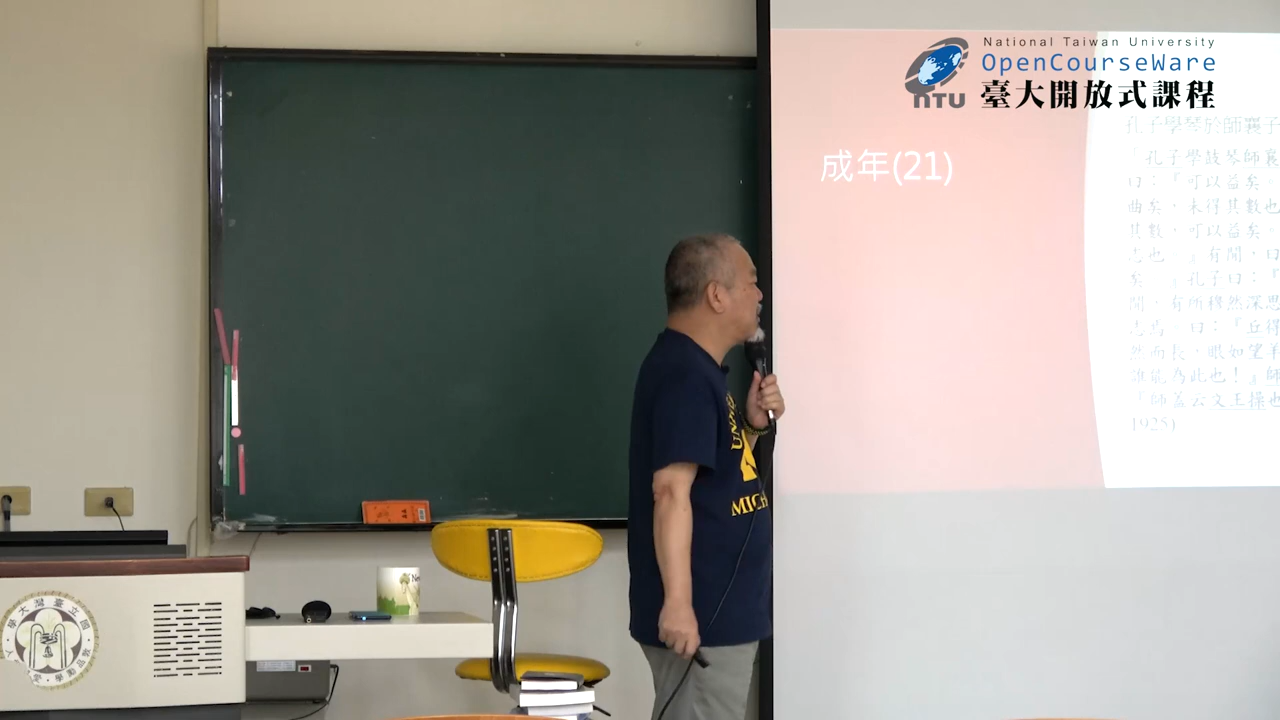 National Taiwan University
OpenCourseWare
NTU
臺大開放式課程
成年(21)
孔子學琴於師襄子
孔子學鼓琴師襄
曰：『可以益矣。
曲矣，未得其數也
其數，可以益矣。
志也。』有間，曰
矣。』孔子曰：『
間，有所穆然深思
志焉。曰：『丘得
然而長，眼如望羊
誰能為此也！』師
『師蓋云文王操也
1925)
MICH